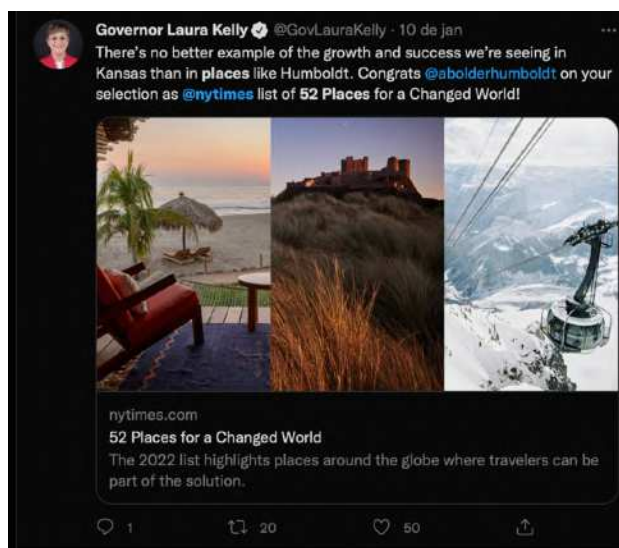 Governor Laura Kelly @GovLauraKelly · 10 de jan
There's no better example of the growth and success we're seeing in
Kansas than in places like Humboldt. Congrats @abolderhumboldt on your
selection as @nytimes list of 52 Places for a Changed World!
nytimes.com
52 Places for a Changed World
The 2022 list highlights places around the globe where travelers can be
part of the solution.
1 20 50